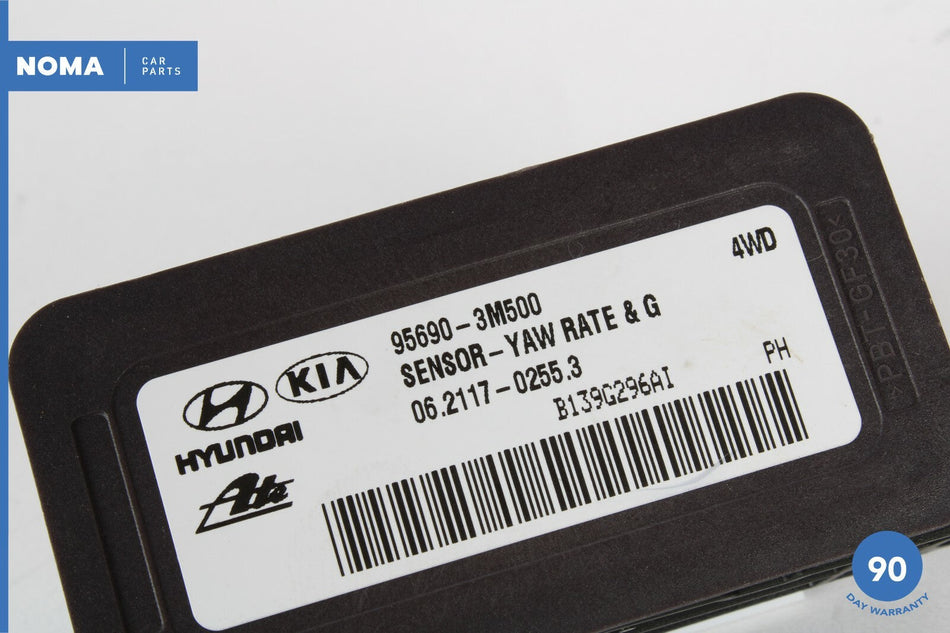 NOMA
CAR
PARTS
4WD
95690-3M500
SENSOR-YAW RATE & G
06.2117-0255.3
B139G296AI
PH
KIA
HYUNDAI
Ate
>PBT-GF30<
90
DAY WARRANTY